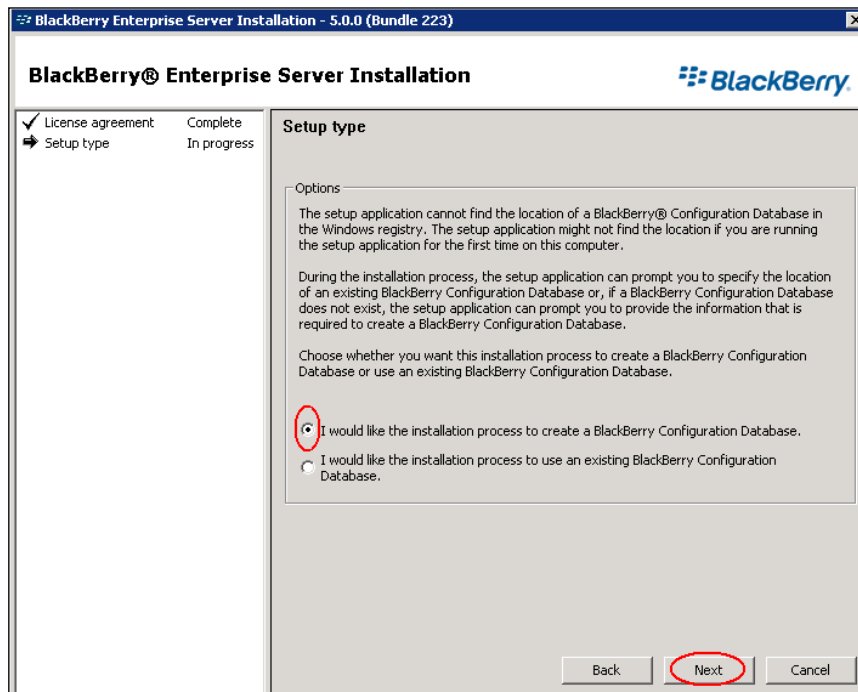 BlackBerry Enterprise Server Installation - 5.0.0 (Bundle 223)
BlackBerry® Enterprise Server Installation
BlackBerry.
License agreement Complete
Setup type In progress
Setup type
Options
The setup application cannot find the location of a BlackBerry® Configuration Database in
the Windows registry. The setup application might not find the location if you are running
the setup application for the first time on this computer.
During the installation process, the setup application can prompt you to specify the location
of an existing BlackBerry Configuration Database or, if a BlackBerry Configuration Database
does not exist, the setup application can prompt you to provide the information that is
required to create a BlackBerry Configuration Database.
Choose whether you want this installation process to create a BlackBerry Configuration
Database or use an existing BlackBerry Configuration Database.
I would like the installation process to create a BlackBerry Configuration Database.
I would like the installation process to use an existing BlackBerry Configuration
Database.
Back Next Cancel